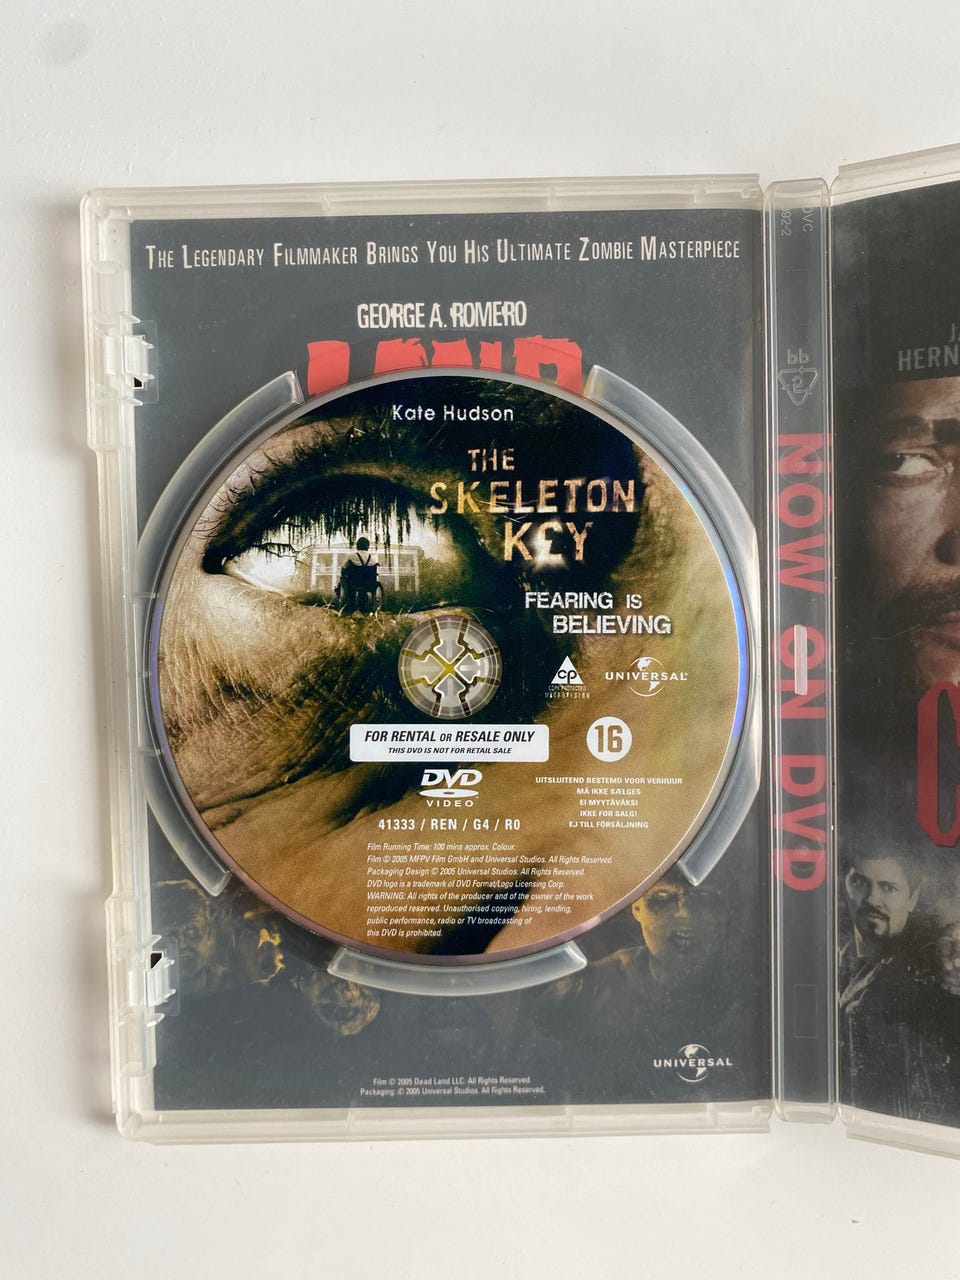 The Legendary Filmmaker Brings You His Ultimate Zombie Masterpiece
GEORGE A. ROMERO
Kate Hudson
THE
SKELETON
KEY
FEARING IS
BELIEVING
CP
COPY PROTECTED
MACROVISION
UNIVERSAL®
FOR RENTAL OR RESALE ONLY
THIS DVD IS NOT FOR RETAIL SALE
16
DVD
VIDEO
UITSLUITEND BESTEMD VOOR VERHUUR
MÅ IKKE SÆLGES
EI MYYTÄVÄKSI
IKKE FOR SALG!
EJ TILL FÖRSÄLJNING
41333 / REN / G4 / R0
Film Running Time: 100 mins approx. Colour.
Film © 2005 MFPV Film GmbH and Universal Studios. All Rights Reserved.
Packaging Design © 2005 Universal Studios. All Rights Reserved.
DVD logo is a trademark of DVD Format/Logo Licensing Corp.
WARNING: All rights of the producer and of the owner of the work
reproduced reserved. Unauthorised copying, hiring, lending,
public performance, radio or TV broadcasting of
this DVD is prohibited.
UNIVERSAL
Film © 2005 Dead Land LLC. All Rights Reserved.
Packaging: © 2005 Universal Studios. All Rights Reserved.
PP
5
NOW ON DVD
HERN